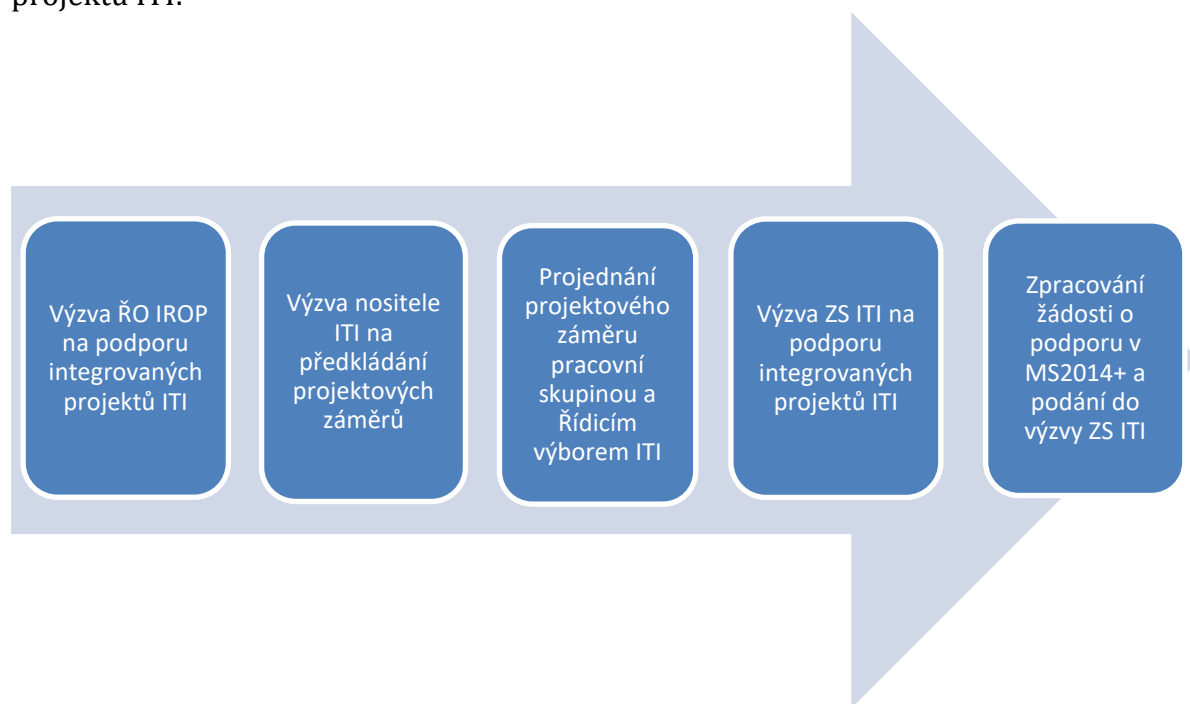 projektů ITI.
Výzva ŘO IROP
na podporu
integrovaných
projektů ITI
Výzva nositele
ITI na
předkládání
projektových
záměrů
Projednání
projektového
záměru
pracovní
skupinou a
Řídicím
výborem ITI
Výzva ZS ITI na
podporu
integrovaných
projektů ITI
Zpracování
žádosti o
podporu v
MS2014+ a
podání do
výzvy ZS ITI